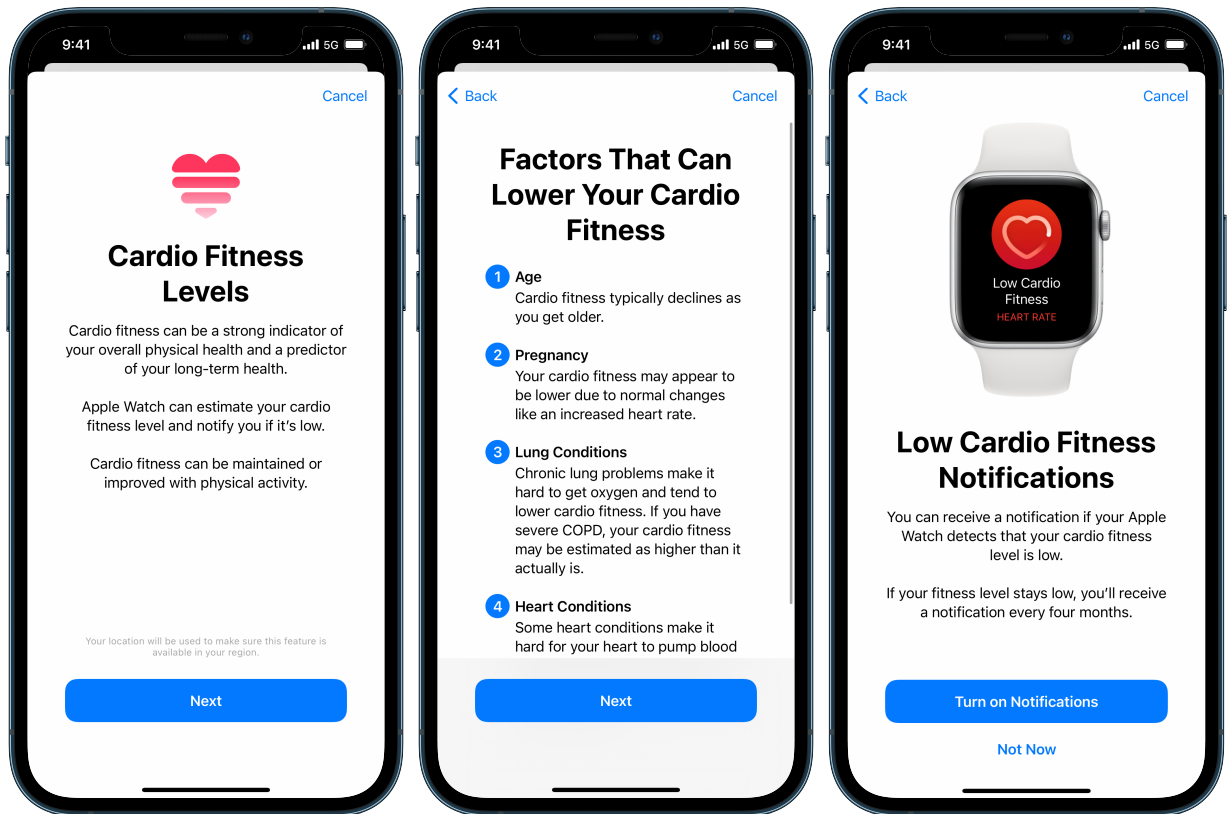 9:41
5G
Cancel
Cardio Fitness
Levels
Cardio fitness can be a strong indicator of
your overall physical health and a predictor
of your long-term health.
Apple Watch can estimate your cardio
fitness level and notify you if it’s low.
Cardio fitness can be maintained or
improved with physical activity.
Your location will be used to make sure this feature is
available in your region.
Next
9:41
5G
Back
Cancel
Factors That Can
Lower Your Cardio
Fitness
1 Age
Cardio fitness typically declines as
you get older.
2 Pregnancy
Your cardio fitness may appear to
be lower due to normal changes
like an increased heart rate.
3 Lung Conditions
Chronic lung problems make it
hard to get oxygen and tend to
lower cardio fitness. If you have
severe COPD, your cardio fitness
may be estimated as higher than it
actually is.
4 Heart Conditions
Some heart conditions make it
hard for your heart to pump blood
Next
9:41
5G
Back
Cancel
Low Cardio
Fitness
HEART RATE
Low Cardio Fitness
Notifications
You can receive a notification if your Apple
Watch detects that your cardio fitness
level is low.
If your fitness level stays low, you’ll receive
a notification every four months.
Turn on Notifications
Not Now